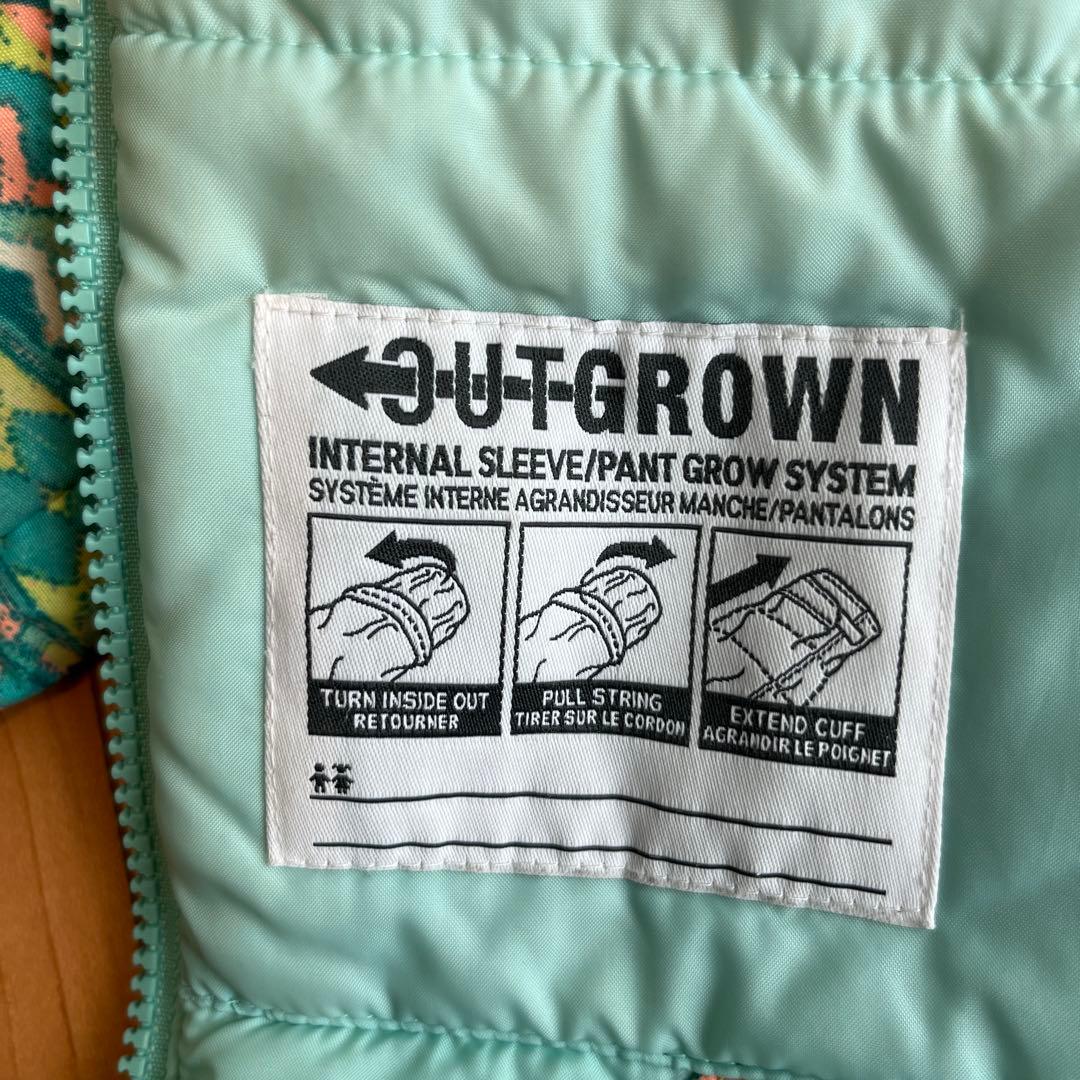 OUTGROWN
INTERNAL SLEEVE/PANT GROW SYSTEM
SYSTÈME INTERNE AGRANDISSEUR MANCHE/PANTALONS
TURN INSIDE OUT
RETOURNER
PULL STRING
TIRER SUR LE CORDON
EXTEND CUFF
AGRANDIR LE POIGNET